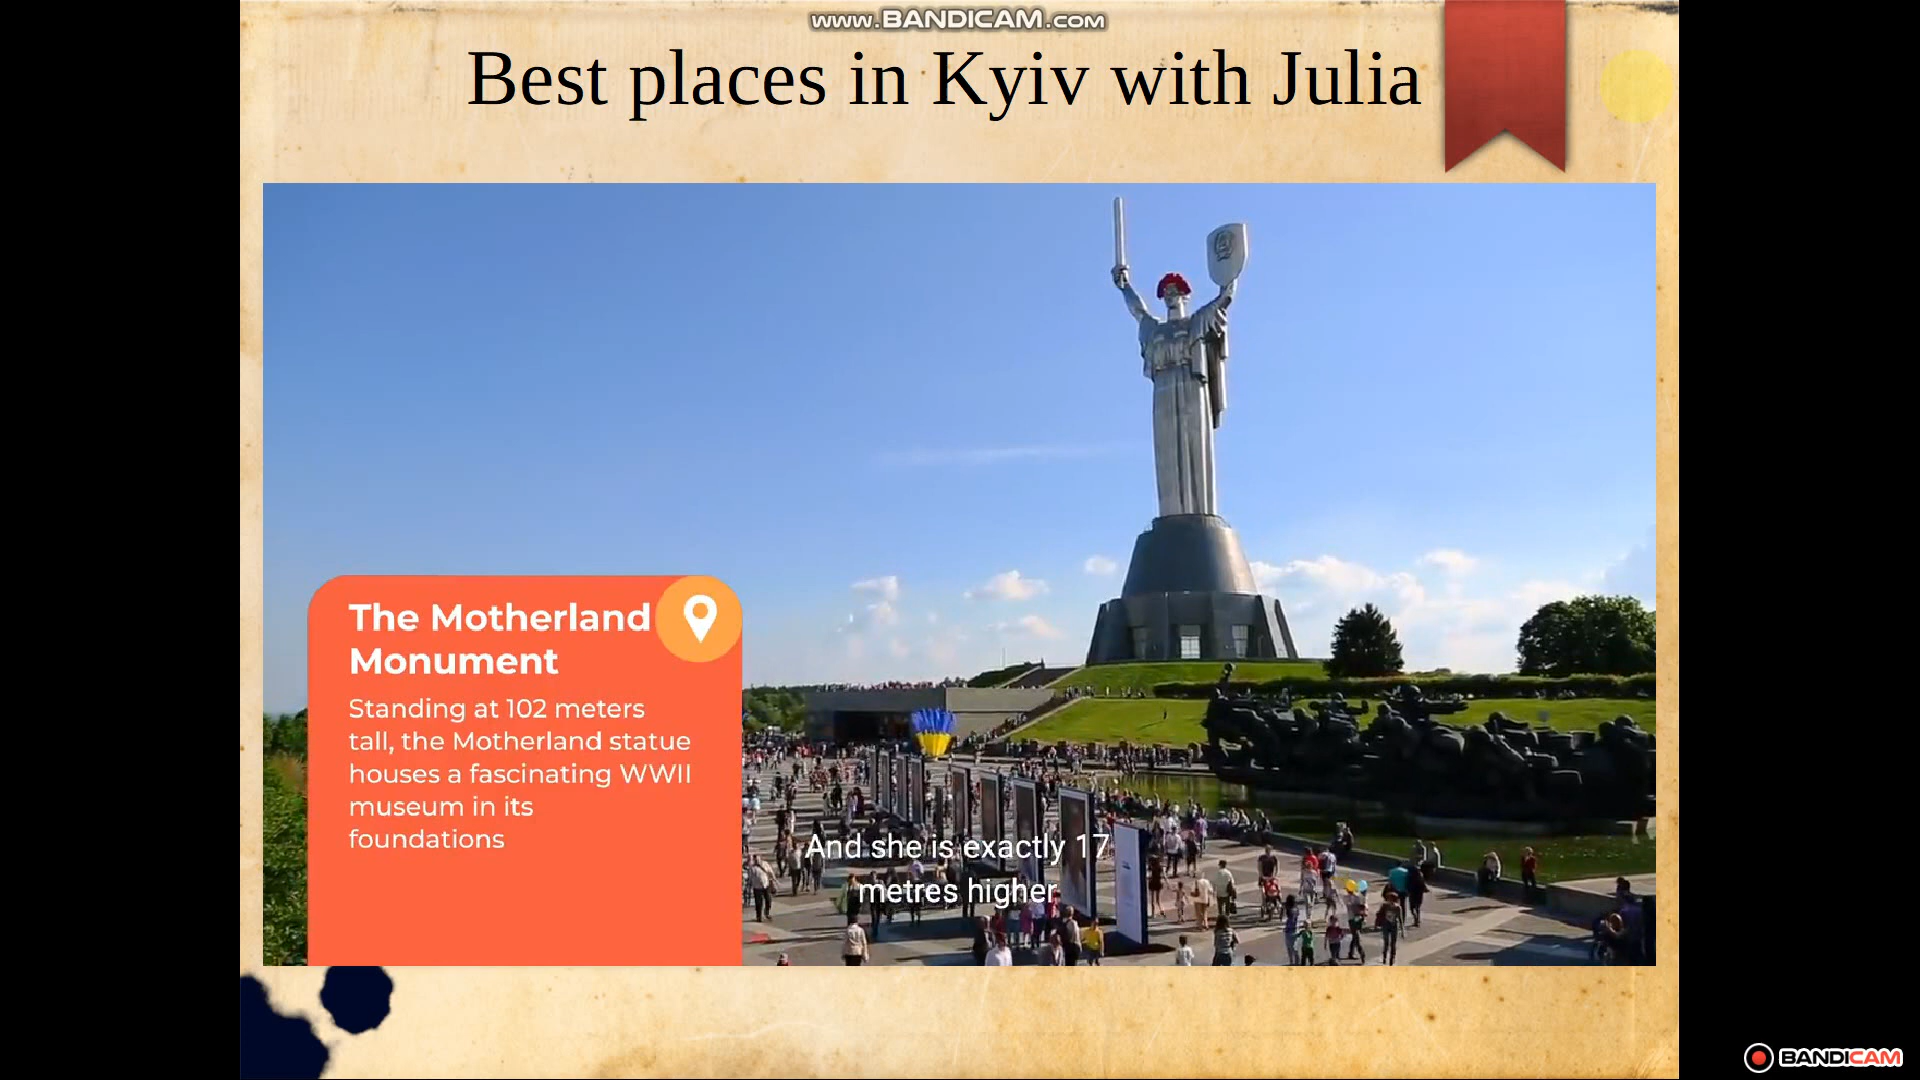 www.BANDICAM.com
Best places in Kyiv with Julia
The Motherland
Monument
Standing at 102 meters
tall, the Motherland statue
houses a fascinating WWII
museum in its
foundations
And she is exactly 17
metres higher
BANDICAM